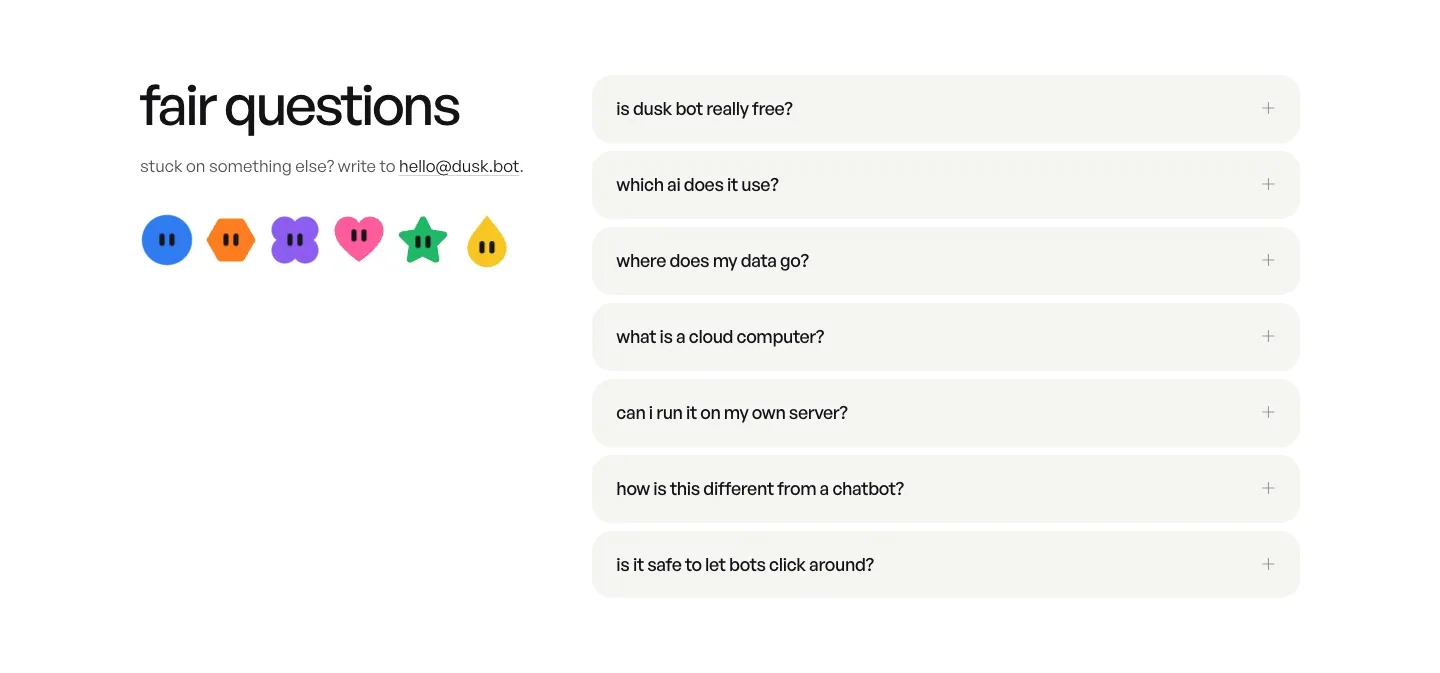 fair questions
stuck on something else? write to hello@dusk.bot.
is dusk bot really free?
which ai does it use?
where does my data go?
what is a cloud computer?
can i run it on my own server?
how is this different from a chatbot?
is it safe to let bots click around?